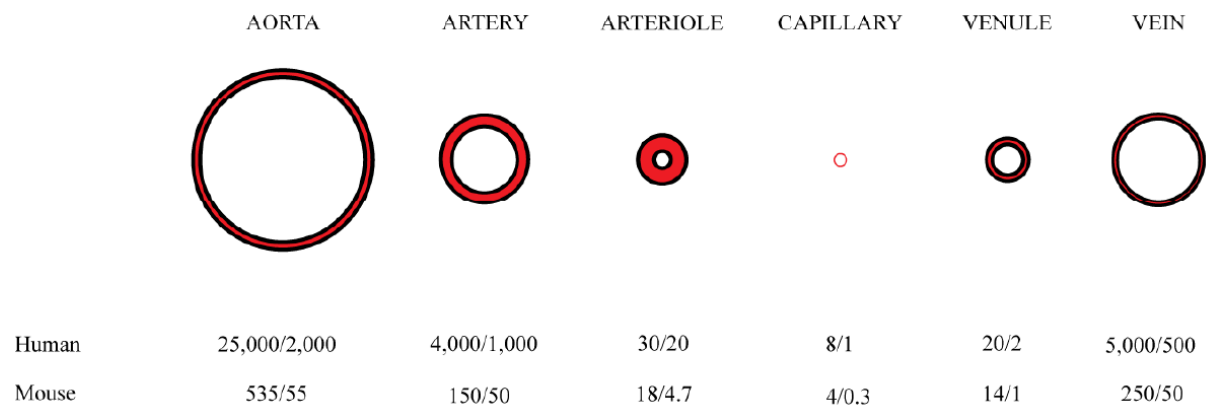 AORTA ARTERY ARTERIOLE CAPILLARY VENULE VEIN
Human 25,000/2,000 4,000/1,000 30/20 8/1 20/2 5,000/500
Mouse 535/55 150/50 18/4.7 4/0.3 14/1 250/50